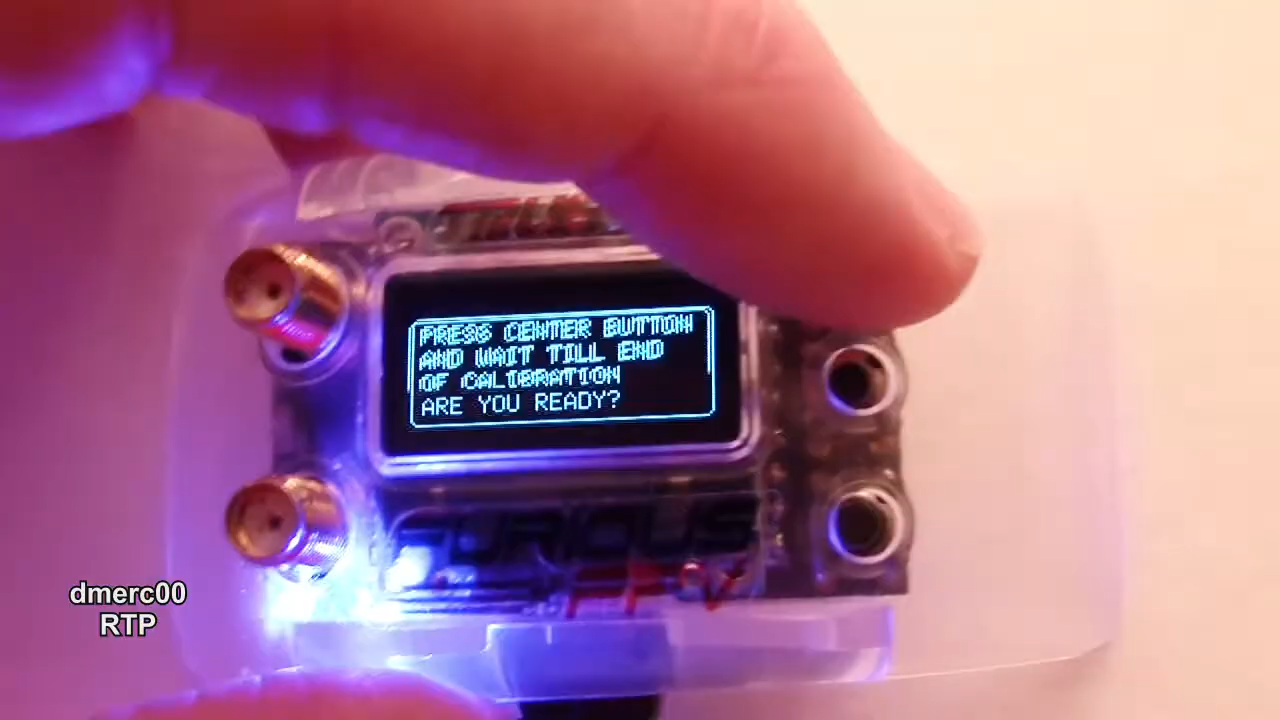 PRESS CENTER BUTTON
AND WAIT TILL END
OF CALIBRATION
ARE YOU READY?
FURIOUS
FPV
dmerc00
RTP